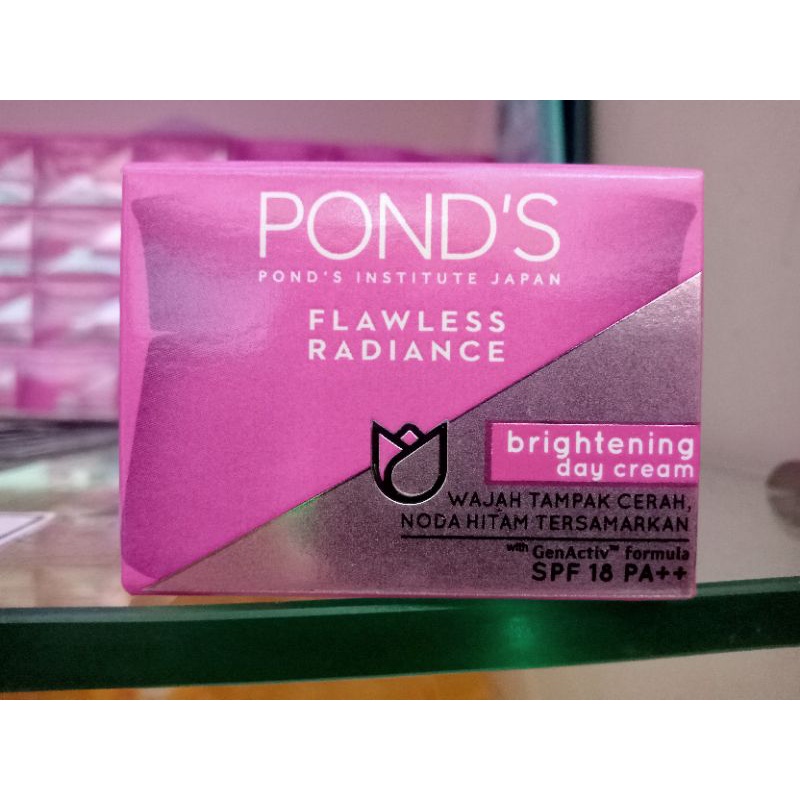 POND'S
POND'S INSTITUTE JAPAN
FLAWLESS
RADIANCE
brightening
day cream
WAJAH TAMPAK CERAH,
NODA HITAM TERSAMARKAN
with GenActiv™ formula
SPF 18 PA++